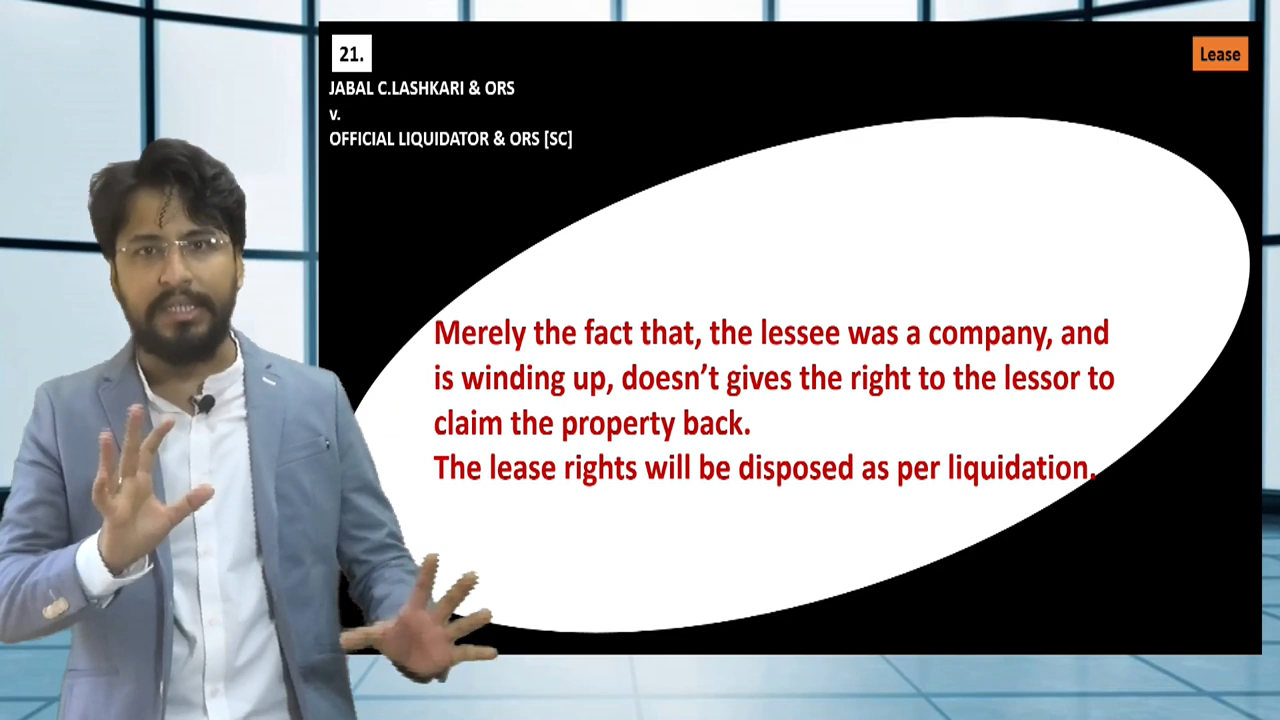 21.
Lease
JABAL C.LASHKARI & ORS
v.
OFFICIAL LIQUIDATOR & ORS [SC]
Merely the fact that, the lessee was a company, and
is winding up, doesn’t gives the right to the lessor to
claim the property back.
The lease rights will be disposed as per liquidation.